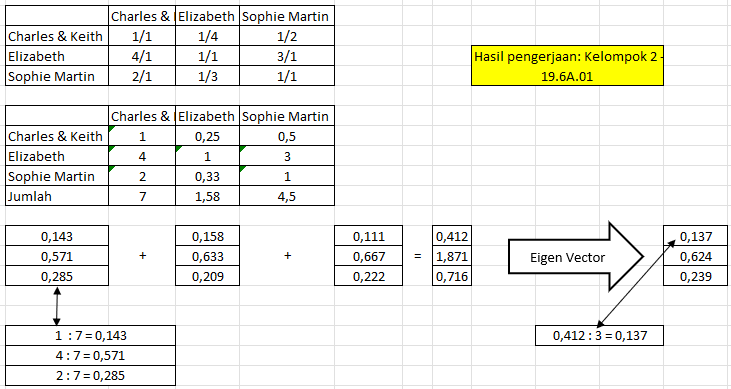 Charles & Elizabeth Sophie Martin
Charles & Keith 1/1 1/4 1/2
Elizabeth 4/1 1/1 3/1
Sophie Martin 2/1 1/3 1/1
Hasil pengerjaan: Kelompok 2 -
19.6A.01
Charles & Elizabeth Sophie Martin
Charles & Keith 1 0,25 0,5
Elizabeth 4 1 3
Sophie Martin 2 0,33 1
Jumlah 7 1,58 4,5
0,143 0,158 0,111 0,412 0,137
0,571 + 0,633 + 0,667 = 1,871 Eigen Vector 0,624
0,285 0,209 0,222 0,716 0,239
1 : 7 = 0,143 0,412 : 3 = 0,137
4 : 7 = 0,571
2 : 7 = 0,285